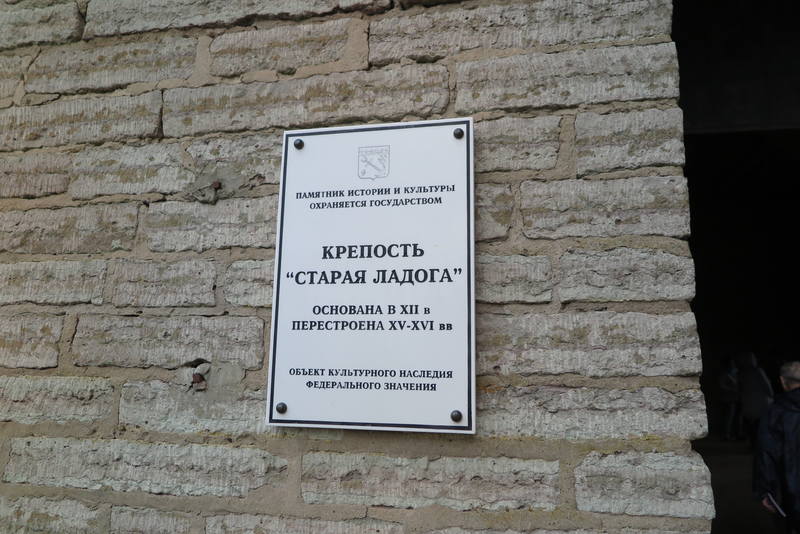 ПАМЯТНИК ИСТОРИИ И КУЛЬТУРЫ
ОХРАНЯЕТСЯ ГОСУДАРСТВОМ
КРЕПОСТЬ
“СТАРАЯ ЛАДОГА”
ОСНОВАНА В XII в
ПЕРЕСТРОЕНА XV-XVI вв
ОБЪЕКТ КУЛЬТУРНОГО НАСЛЕДИЯ
ФЕДЕРАЛЬНОГО ЗНАЧЕНИЯ